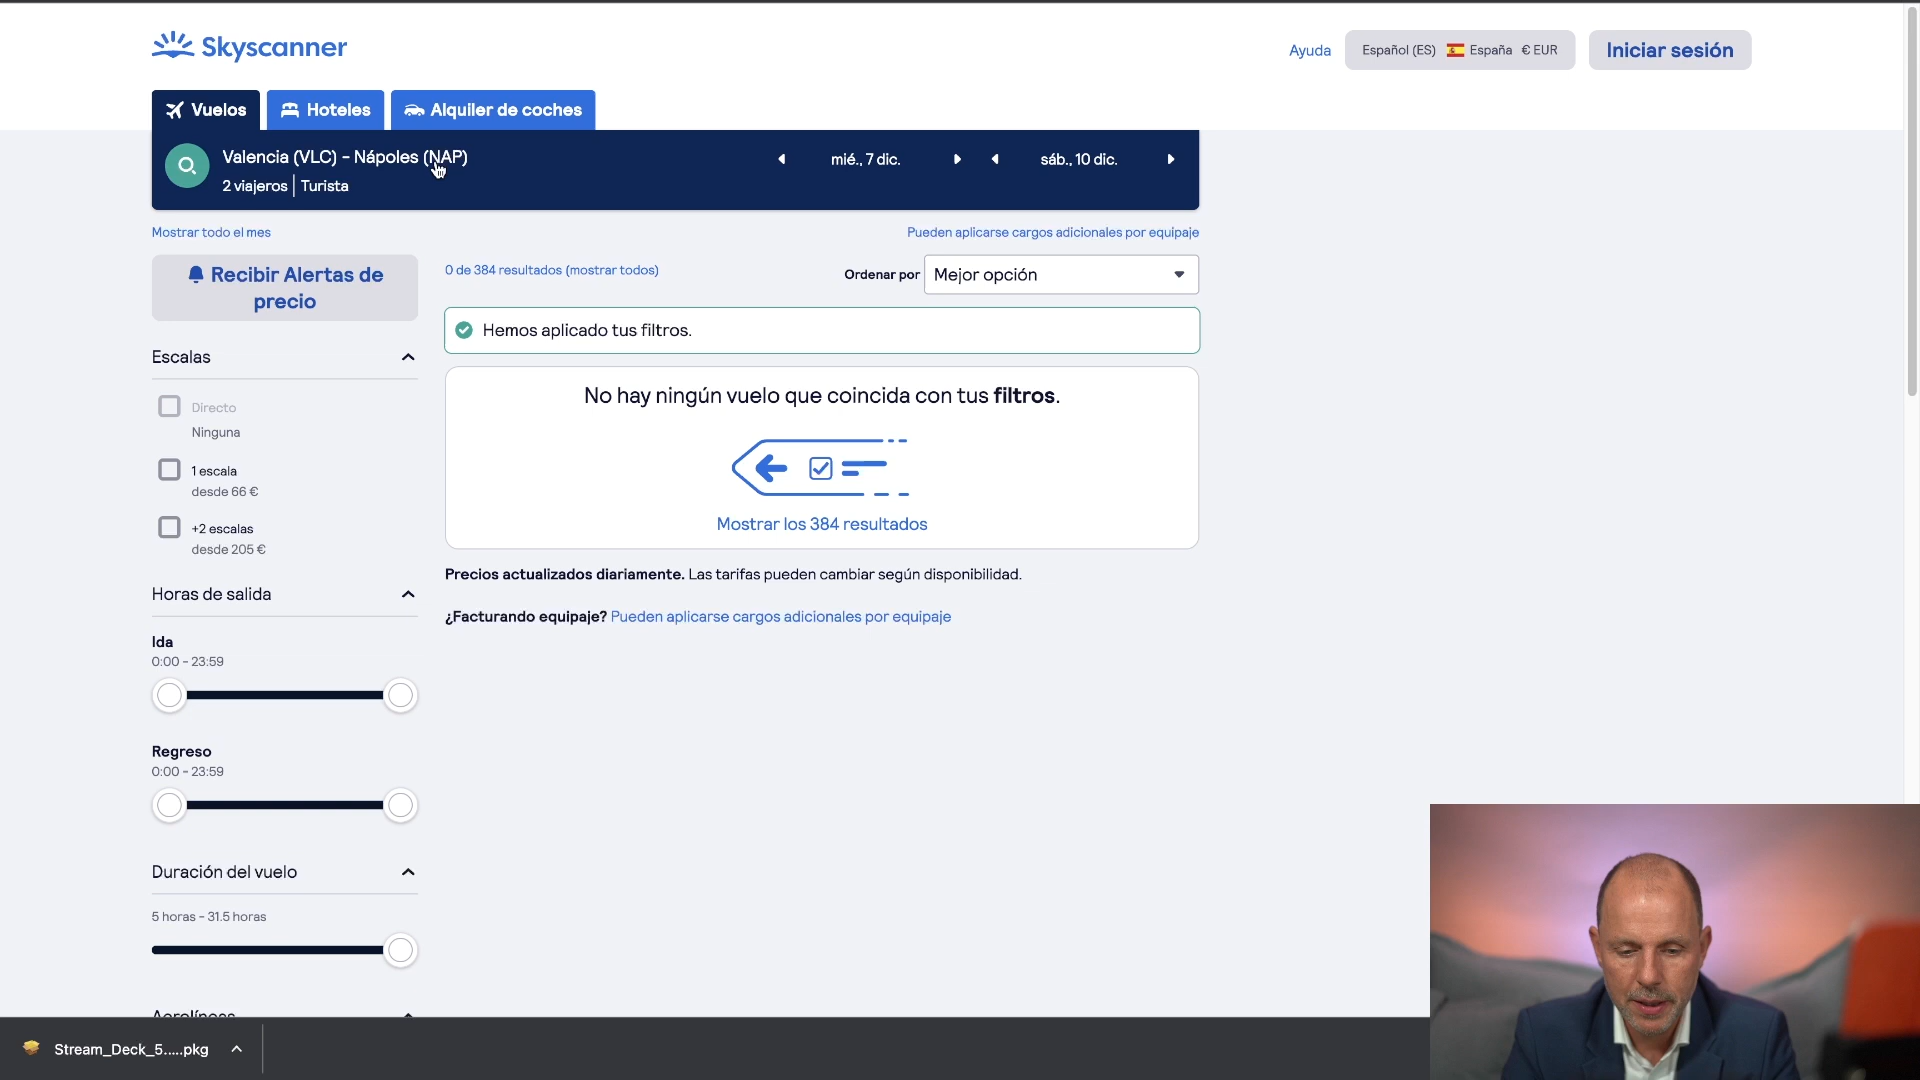 Skyscanner
Ayuda
Español (ES) España € EUR
Iniciar sesión
Vuelos
Hoteles
Alquiler de coches
Valencia (VLC) - Nápoles (NAP)
mié., 7 dic.
sáb., 10 dic.
2 viajeros | Turista
Mostrar todo el mes
Pueden aplicarse cargos adicionales por equipaje
Recibir Alertas de
precio
0 de 384 resultados (mostrar todos)
Ordenar por
Mejor opción
Hemos aplicado tus filtros.
Escalas
Directo
Ninguna
1 escala
desde 66 €
+2 escalas
desde 205 €
No hay ningún vuelo que coincida con tus filtros.
Mostrar los 384 resultados
Precios actualizados diariamente. Las tarifas pueden cambiar según disponibilidad.
¿Facturando equipaje? Pueden aplicarse cargos adicionales por equipaje
Horas de salida
Ida
0:00 - 23:59
Regreso
0:00 - 23:59
Duración del vuelo
5 horas - 31.5 horas
Aerolíneas
Stream_Deck_5.....pkg